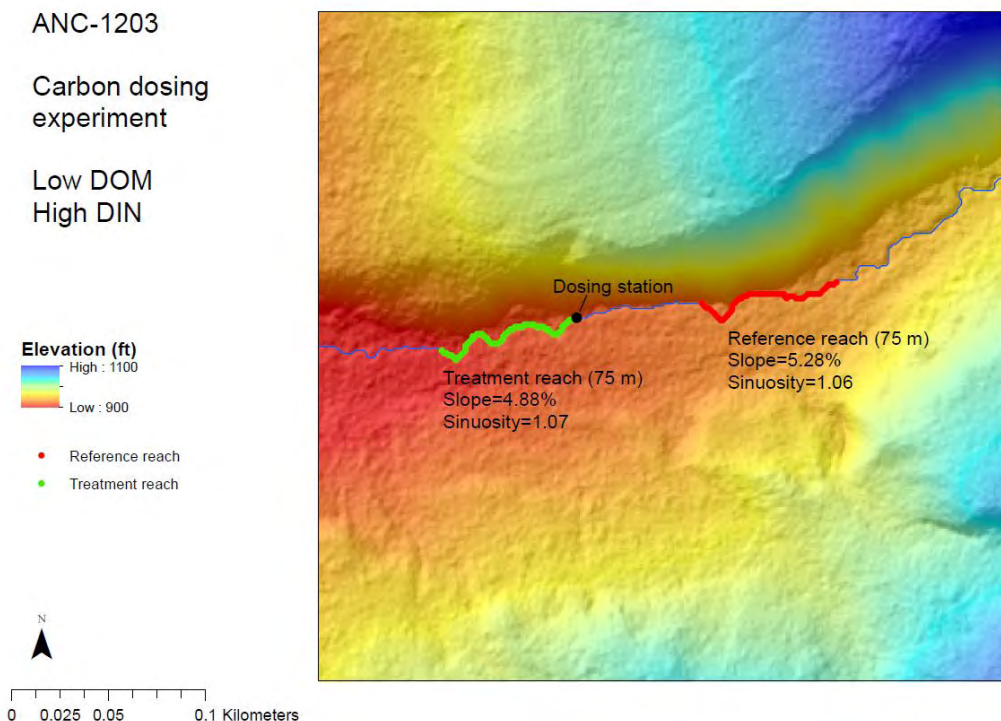 ANC-1203
Carbon dosing
experiment
Low DOM
High DIN
Elevation (ft)
High : 1100
Low : 900
Reference reach
Treatment reach
N
0 0.025 0.05 0.1 Kilometers
Dosing station
Reference reach (75 m)
Slope=5.28%
Sinuosity=1.06
Treatment reach (75 m)
Slope=4.88%
Sinuosity=1.07